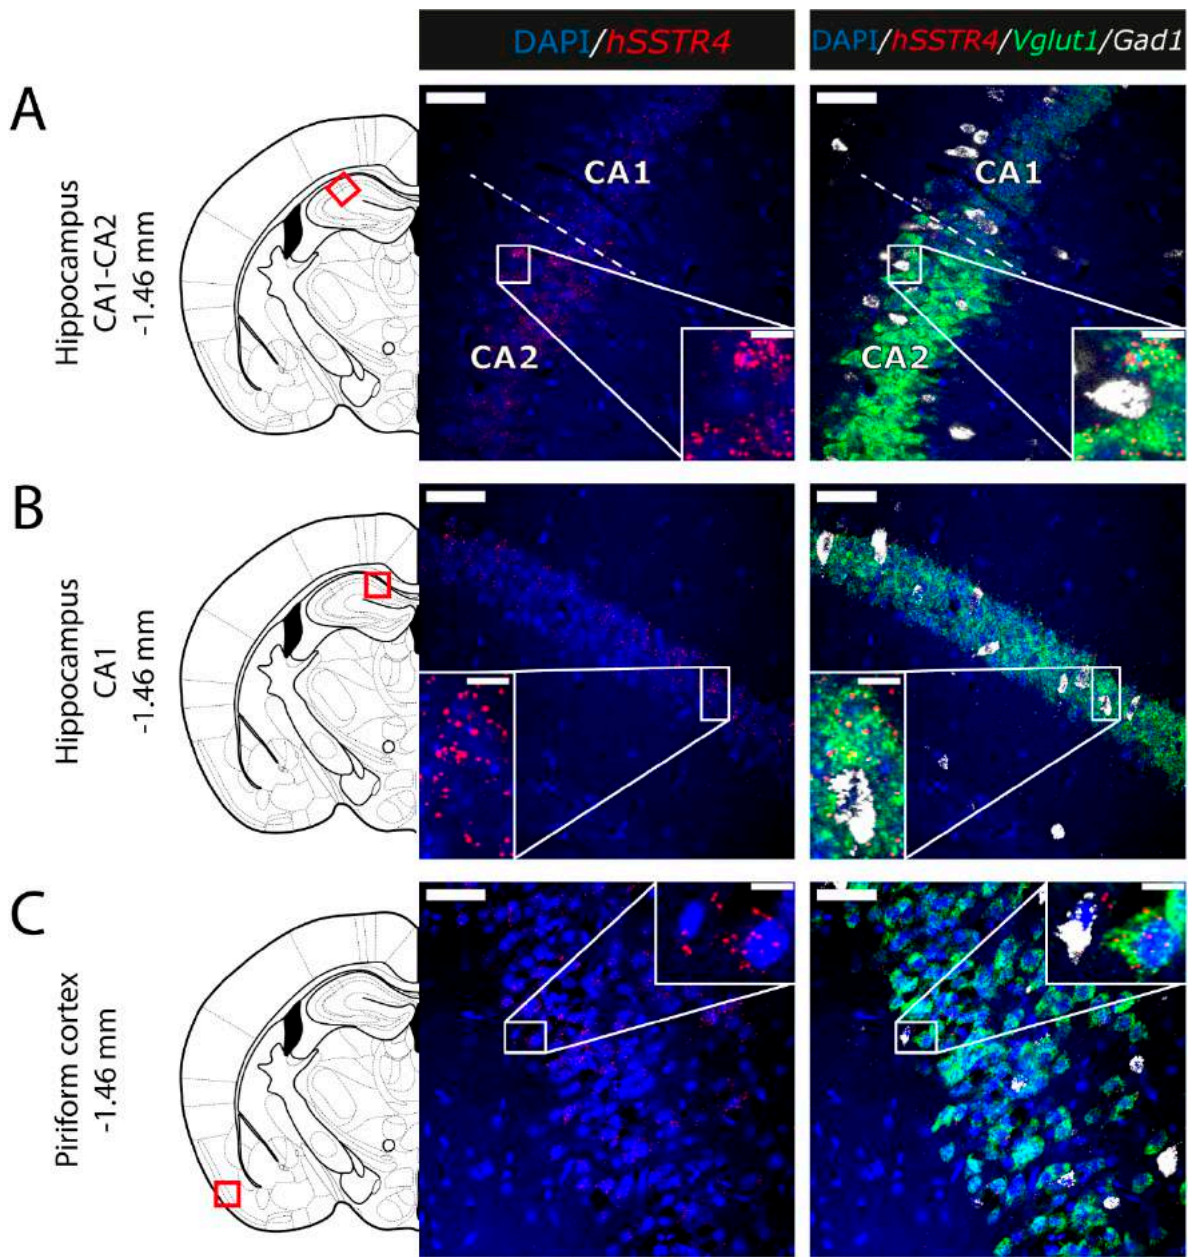 DAPI/hSSTR4
DAPI/hSSTR4/Vglut1/Gad1
A
Hippocampus
CA1-CA2
-1.46 mm
CA1
CA2
CA1
CA2
B
Hippocampus
CA1
-1.46 mm
C
Piriform cortex
-1.46 mm